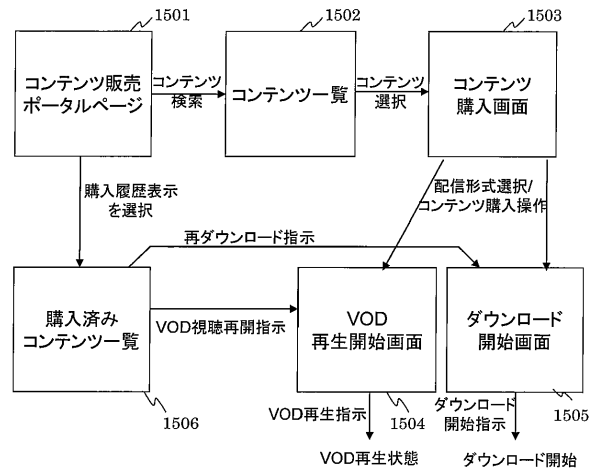 1501
1502
1503
コンテンツ販売
ポータルページ
コンテンツ
検索
コンテンツ一覧
コンテンツ
選択
コンテンツ
購入画面
購入履歴表示
を選択
配信形式選択/
コンテンツ購入操作
再ダウンロード指示
購入済み
コンテンツ一覧
VOD視聴再開指示
VOD
再生開始画面
ダウンロード
開始画面
1506
VOD再生指示
1504
ダウンロード
開始指示
1505
VOD再生状態
ダウンロード開始